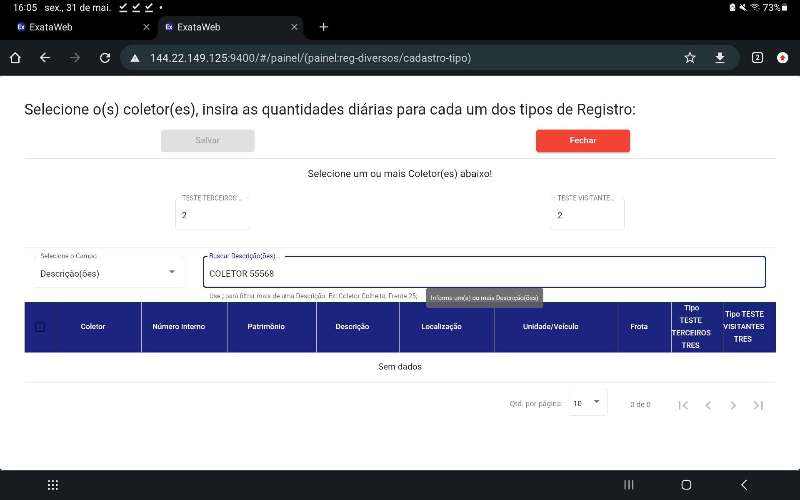 16:05 sex., 31 de mai.
73%
ExataWeb
ExataWeb
144.22.149.125:9400/#/painel/(painel:reg-diversos/cadastro-tipo)
2
Selecione o(s) coletor(es), insira as quantidades diárias para cada um dos tipos de Registro:
Salvar
Fechar
Selecione um ou mais Coletor(es) abaixo!
TESTE TERCEIROS ...
2
TESTE VISITANTE...
2
Selecione o Campo
Descrição(ões)
Buscar Descrição(ões)...
COLETOR 55568
Use ; para filtrar mais de uma Descrição. Ex: Coletor Colheita; Frente 25;
Informe um(a) ou mais Descrição(ões)
Coletor
Número Interno
Patrimônio
Descrição
Localização
Unidade/Veículo
Frota
Tipo TESTE TERCEIROS TRES
Tipo TESTE VISITANTES TRES
Sem dados
Qtd. por página:
10
0 de 0